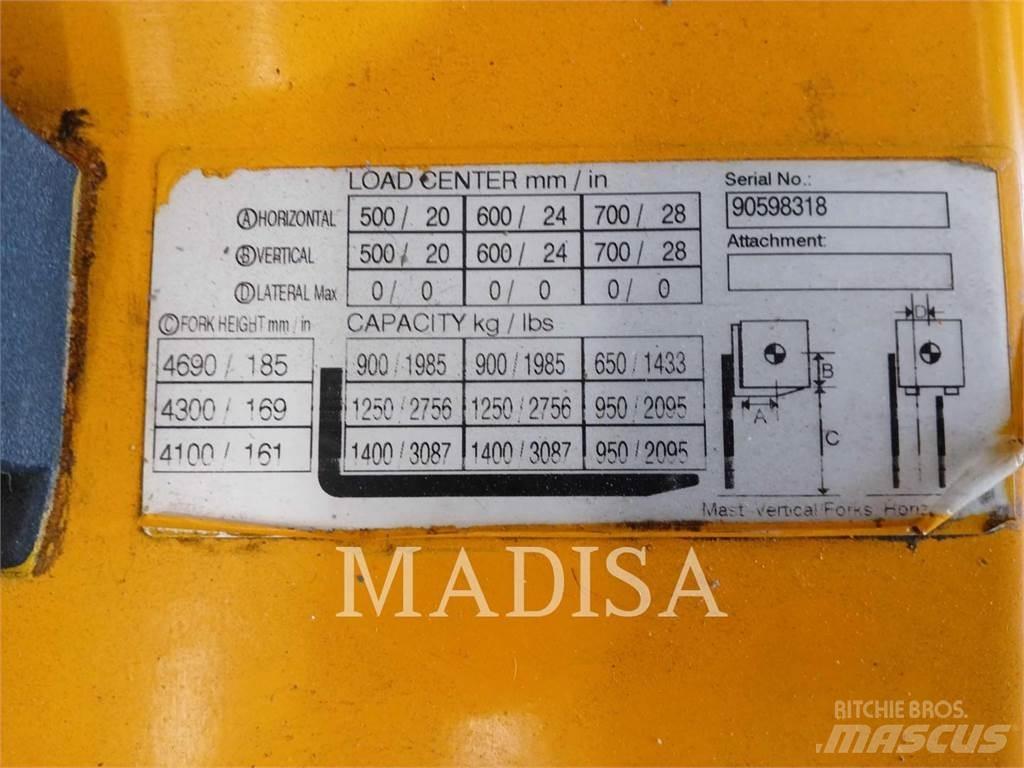 LOAD CENTER mm / in
Ⓐ HORIZONTAL 500 / 20 600 / 24 700 / 28
Ⓑ VERTICAL 500 / 20 600 / 24 700 / 28
Ⓓ LATERAL Max 0 / 0 0 / 0 0 / 0
Ⓒ FORK HEIGHT mm / in CAPACITY kg / lbs
4690 / 185 900 / 1985 900 / 1985 650 / 1433
4300 / 169 1250 / 2756 1250 / 2756 950 / 2095
4100 / 161 1400 / 3087 1400 / 3087 950 / 2095
Serial No.:
90598318
Attachment:
D
B
A
C
Mast Vertical Forks
MADISA
RITCHIE BROS.
MASCUS